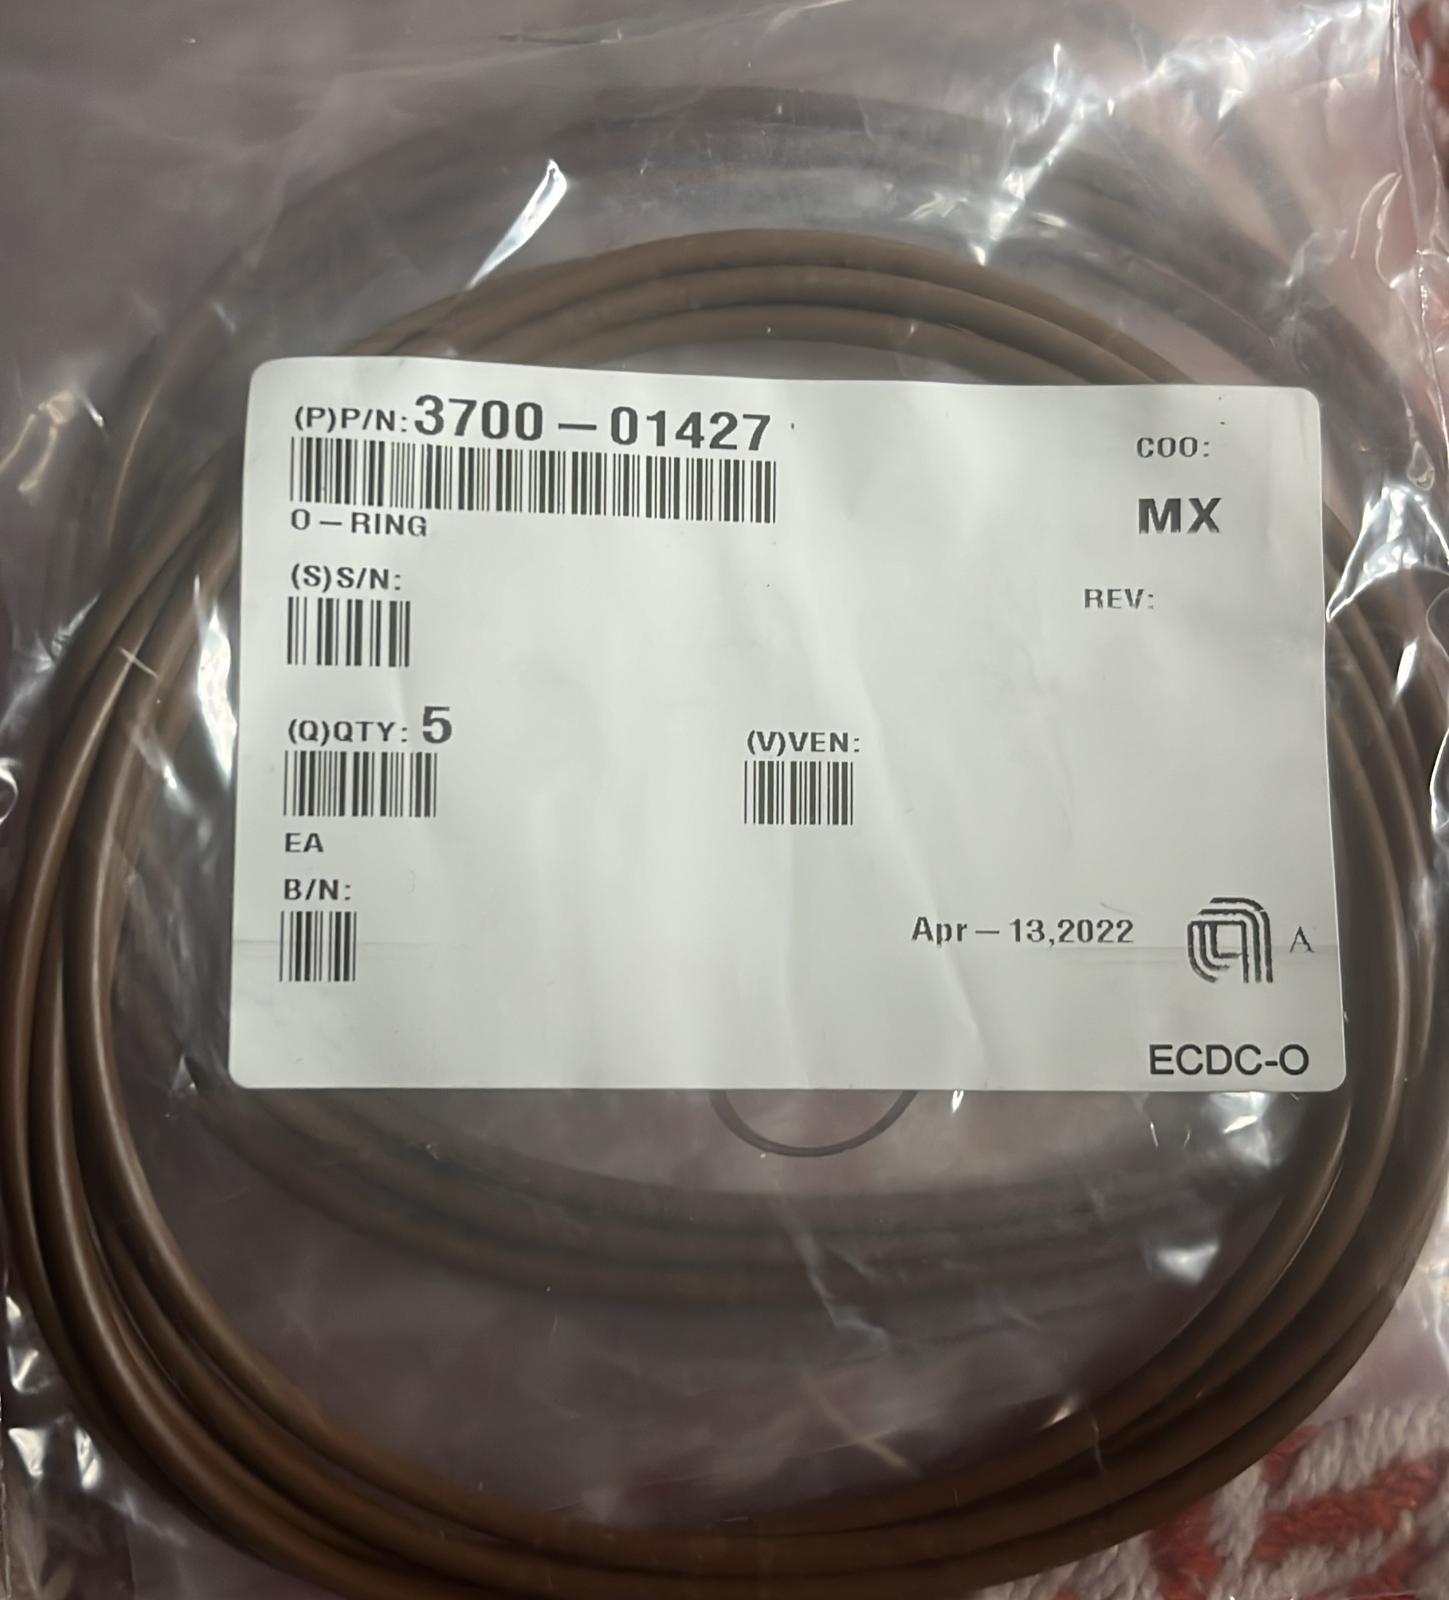 (P)P/N: 3700-01427
O-RING
COO:
MX
(S)S/N:
REV:
(Q)QTY: 5
(V)VEN:
EA
B/N:
Apr-13,2022
A
ECDC-O